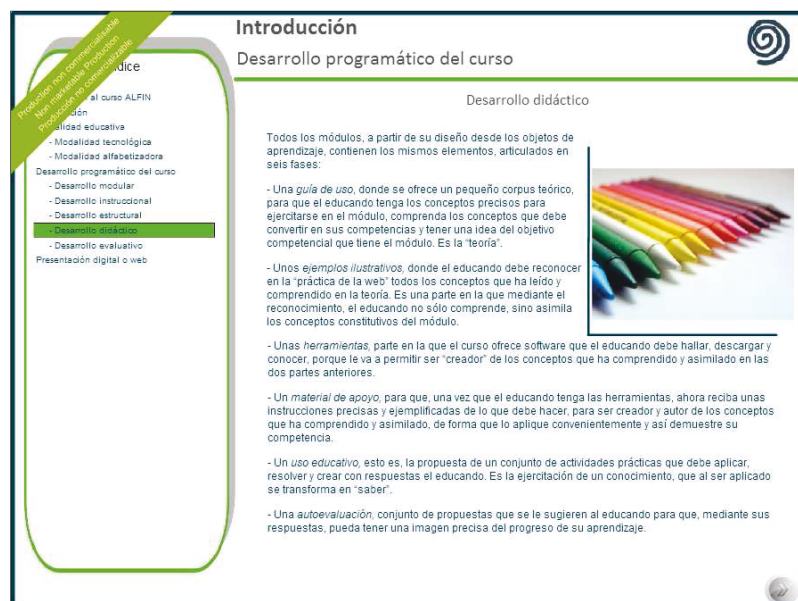 Introducción
Desarrollo programático del curso
Production non commercialisable
Non marketable Production
Producción no comercializable
al curso ALFIN
- Modalidad tecnológica
- Modalidad alfabetizadora
Desarrollo programático del curso
- Desarrollo modular
- Desarrollo instruccional
- Desarrollo estructural
- Desarrollo didáctico
- Desarrollo evaluativo
Presentación digital o web
Desarrollo didáctico
Todos los módulos, a partir de su diseño desde los objetos de
aprendizaje, contienen los mismos elementos, articulados en
seis fases:
- Una guía de uso, donde se ofrece un pequeño corpus teórico,
para que el educando tenga los conceptos precisos para
ejercitarse en el módulo, comprenda los conceptos que debe
convertir en sus competencias y tener una idea del objetivo
competencial que tiene el módulo. Es la “teoría”.
- Unos ejemplos ilustrativos, donde el educando debe reconocer
en la “práctica de la web” todos los conceptos que ha leído y
comprendido en la teoría. Es una parte en la que mediante el
reconocimiento, el educando no sólo comprende, sino asimila
los conceptos constitutivos del módulo.
- Unas herramientas, parte en la que el curso ofrece software que el educando debe hallar, descargar y
conocer, porque le va a permitir ser “creador” de los conceptos que ha comprendido y asimilado en las
dos partes anteriores.
- Un material de apoyo, para que, una vez que el educando tenga las herramientas, ahora reciba unas
instrucciones precisas y ejemplificadas de lo que debe hacer, para ser creador y autor de los conceptos
que ha comprendido y asimilado, de forma que lo aplique convenientemente y así demuestre su
competencia.
- Un uso educativo, esto es, la propuesta de un conjunto de actividades prácticas que debe aplicar,
resolver y crear con respuestas el educando. Es la ejercitación de un conocimiento, que al ser aplicado
se transforma en “saber”.
- Una autoevaluación, conjunto de propuestas que se le sugieren al educando para que, mediante sus
respuestas, pueda tener una imagen precisa del progreso de su aprendizaje.